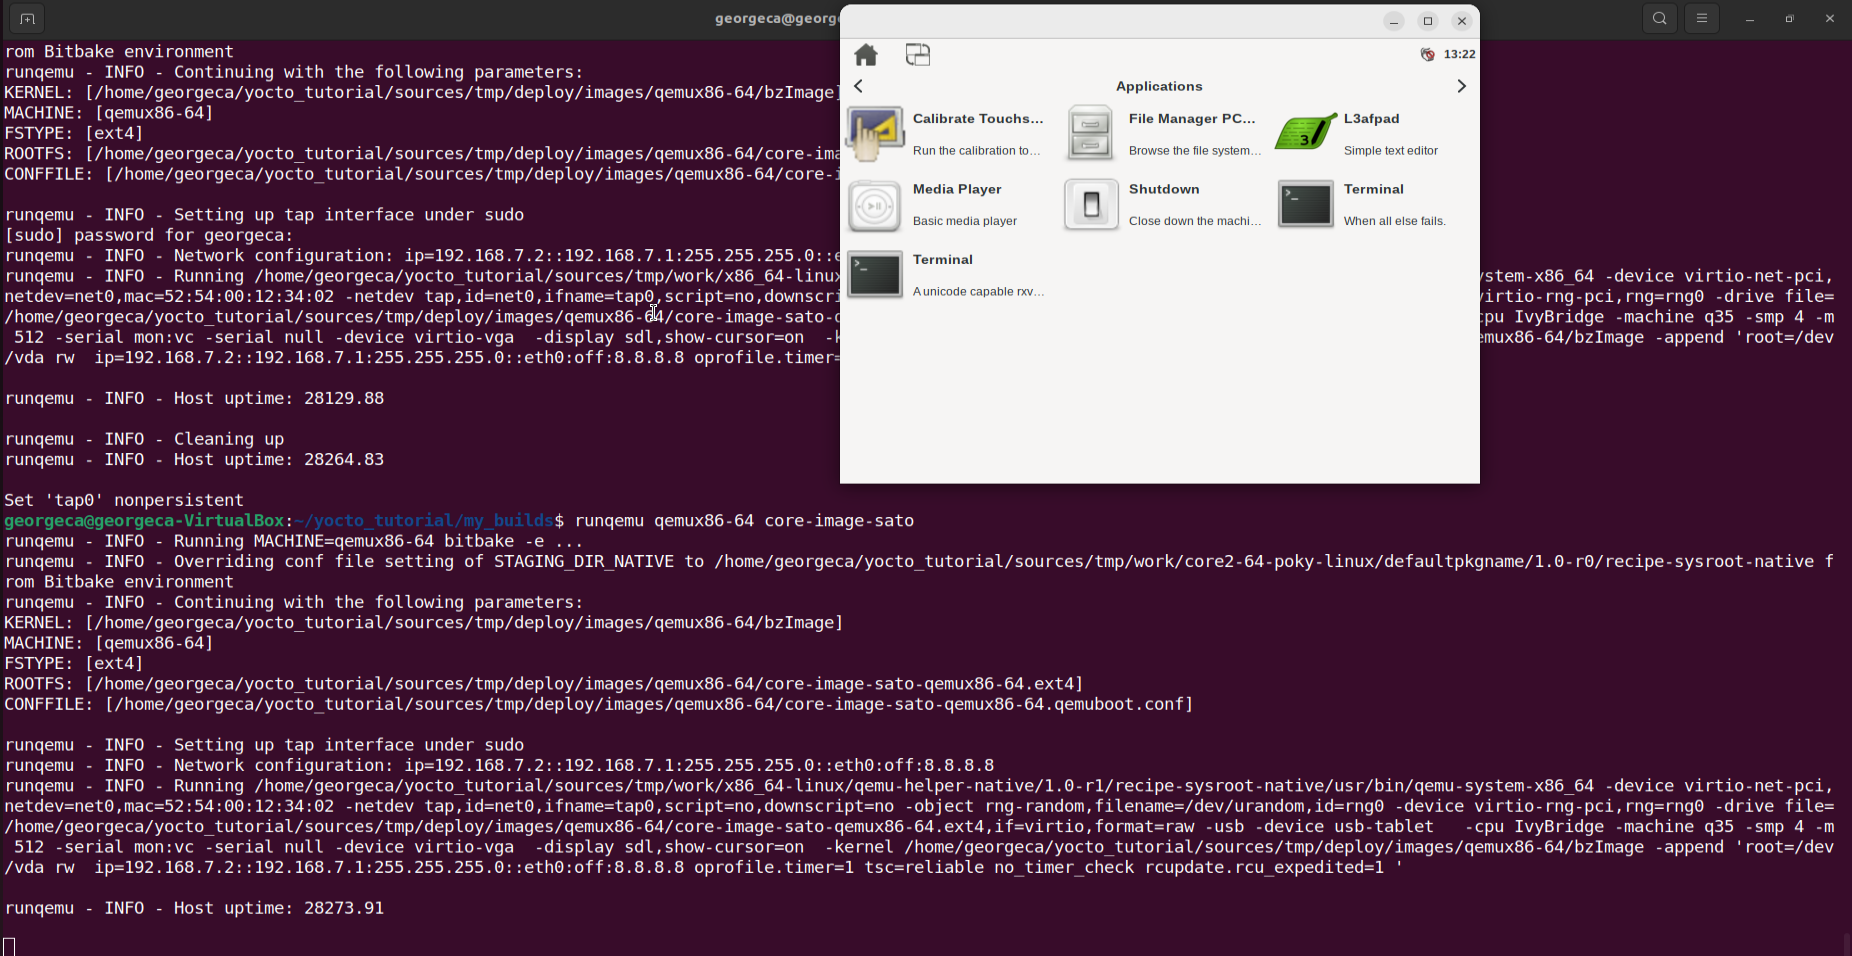 georgeca@georg
rom Bitbake environment
runqemu - INFO - Continuing with the following parameters:
KERNEL: [/home/georgeca/yocto_tutorial/sources/tmp/deploy/images/qemux86-64/bzImage]
MACHINE: [qemux86-64]
FSTYPE: [ext4]
ROOTFS: [/home/georgeca/yocto_tutorial/sources/tmp/deploy/images/qemux86-64/core-ima
CONFFILE: [/home/georgeca/yocto_tutorial/sources/tmp/deploy/images/qemux86-64/core-i
runqemu - INFO - Setting up tap interface under sudo
[sudo] password for georgeca:
runqemu - INFO - Network configuration: ip=192.168.7.2::192.168.7.1:255.255.255.0::e
runqemu - INFO - Running /home/georgeca/yocto_tutorial/sources/tmp/work/x86_64-linux ystem-x86_64 -device virtio-net-pci,
netdev=net0,mac=52:54:00:12:34:02 -netdev tap,id=net0,ifname=tap0,script=no,downscri virtio-rng-pci,rng=rng0 -drive file=
/home/georgeca/yocto_tutorial/sources/tmp/deploy/images/qemux86-64/core-image-sato-q cpu IvyBridge -machine q35 -smp 4 -m
512 -serial mon:vc -serial null -device virtio-vga  -display sdl,show-cursor=on  -k emux86-64/bzImage -append 'root=/dev
/vda rw  ip=192.168.7.2::192.168.7.1:255.255.255.0::eth0:off:8.8.8.8 oprofile.timer=
runqemu - INFO - Host uptime: 28129.88
runqemu - INFO - Cleaning up
runqemu - INFO - Host uptime: 28264.83
Set 'tap0' nonpersistent
13:22
Applications
Calibrate Touchs...
Run the calibration to...
File Manager PC...
Browse the file system...
L3afpad
Simple text editor
Media Player
Basic media player
Shutdown
Close down the machi...
Terminal
When all else fails.
Terminal
A unicode capable rxv...
georgeca@georgeca-VirtualBox:~/yocto_tutorial/my_builds$ runqemu qemux86-64 core-image-sato
runqemu - INFO - Running MACHINE=qemux86-64 bitbake -e ...
runqemu - INFO - Overriding conf file setting of STAGING_DIR_NATIVE to /home/georgeca/yocto_tutorial/sources/tmp/work/core2-64-poky-linux/defaultpkgname/1.0-r0/recipe-sysroot-native f
rom Bitbake environment
runqemu - INFO - Continuing with the following parameters:
KERNEL: [/home/georgeca/yocto_tutorial/sources/tmp/deploy/images/qemux86-64/bzImage]
MACHINE: [qemux86-64]
FSTYPE: [ext4]
ROOTFS: [/home/georgeca/yocto_tutorial/sources/tmp/deploy/images/qemux86-64/core-image-sato-qemux86-64.ext4]
CONFFILE: [/home/georgeca/yocto_tutorial/sources/tmp/deploy/images/qemux86-64/core-image-sato-qemux86-64.qemuboot.conf]
runqemu - INFO - Setting up tap interface under sudo
runqemu - INFO - Network configuration: ip=192.168.7.2::192.168.7.1:255.255.255.0::eth0:off:8.8.8.8
runqemu - INFO - Running /home/georgeca/yocto_tutorial/sources/tmp/work/x86_64-linux/qemu-helper-native/1.0-r1/recipe-sysroot-native/usr/bin/qemu-system-x86_64 -device virtio-net-pci,
netdev=net0,mac=52:54:00:12:34:02 -netdev tap,id=net0,ifname=tap0,script=no,downscript=no -object rng-random,filename=/dev/urandom,id=rng0 -device virtio-rng-pci,rng=rng0 -drive file=
/home/georgeca/yocto_tutorial/sources/tmp/deploy/images/qemux86-64/core-image-sato-qemux86-64.ext4,if=virtio,format=raw -usb -device usb-tablet   -cpu IvyBridge -machine q35 -smp 4 -m
512 -serial mon:vc -serial null -device virtio-vga  -display sdl,show-cursor=on  -kernel /home/georgeca/yocto_tutorial/sources/tmp/deploy/images/qemux86-64/bzImage -append 'root=/dev
/vda rw  ip=192.168.7.2::192.168.7.1:255.255.255.0::eth0:off:8.8.8.8 oprofile.timer=1 tsc=reliable no_timer_check rcupdate.rcu_expedited=1 '
runqemu - INFO - Host uptime: 28273.91